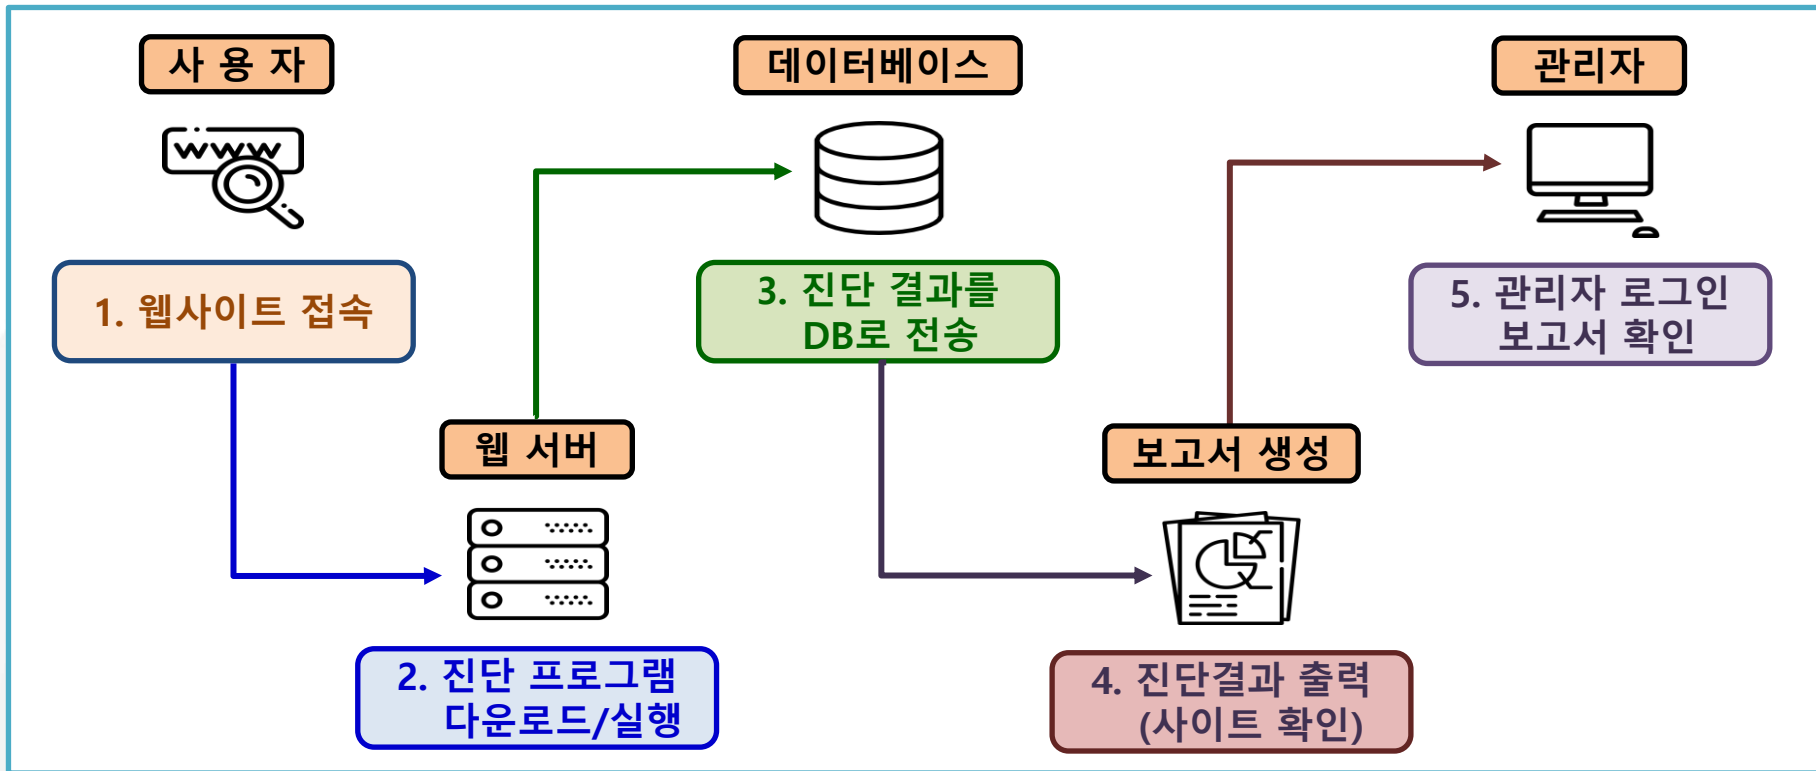 사 용 자
WWW
1. 웹사이트 접속
웹 서버
2. 진단 프로그램
다운로드/실행
데이터베이스
3. 진단 결과를
DB로 전송
보고서 생성
4. 진단결과 출력
(사이트 확인)
관리자
5. 관리자 로그인
보고서 확인